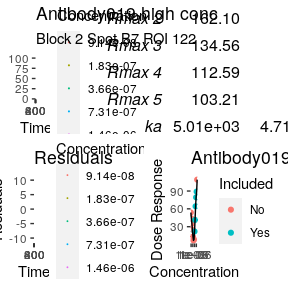 Antibody019 high conc
Concentration
Block 2 Spot B7 ROI 122
162.10
Rmax 3 134.56
Rmax 4 112.59
Rmax 5 103.21
ka 5.01e+03 4.71
100
75
50
25
0
1.83e-07
3.66e-07
7.31e-07
Time
Concentration
Residuals
10
5
0
-5
-10
9.14e-08
1.83e-07
3.66e-07
7.31e-07
1.46e-06
Time
Antibody019
Dose Response
90
60
30
Concentration
Included
No
Yes